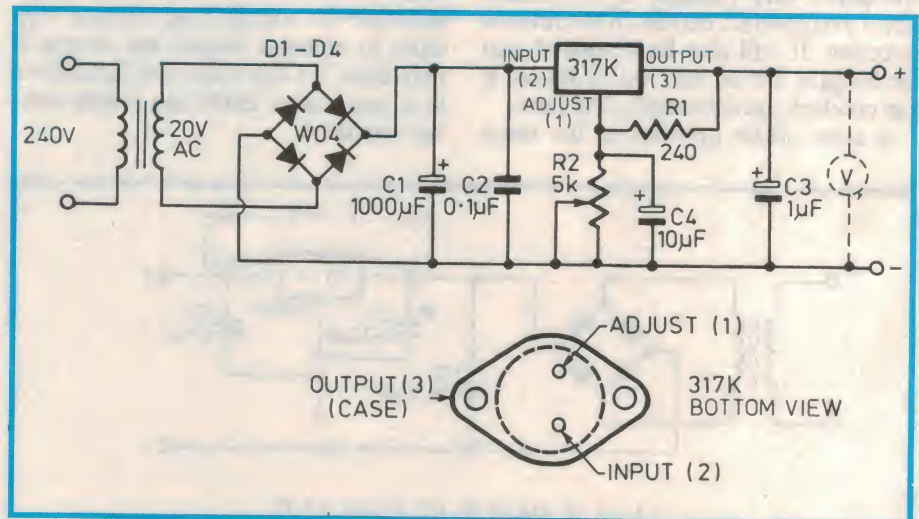 D1-D4
240V
20V
AC
W04
C1
1000µF
C2
0·1µF
INPUT
(2)
317K
OUTPUT
(3)
ADJUST
(1)
R1
240
R2
5k
+
C4
10µF
+
C3
1µF
+
V
+
-
+
ADJUST (1)
OUTPUT (3)
(CASE)
317K
BOTTOM VIEW
INPUT (2)